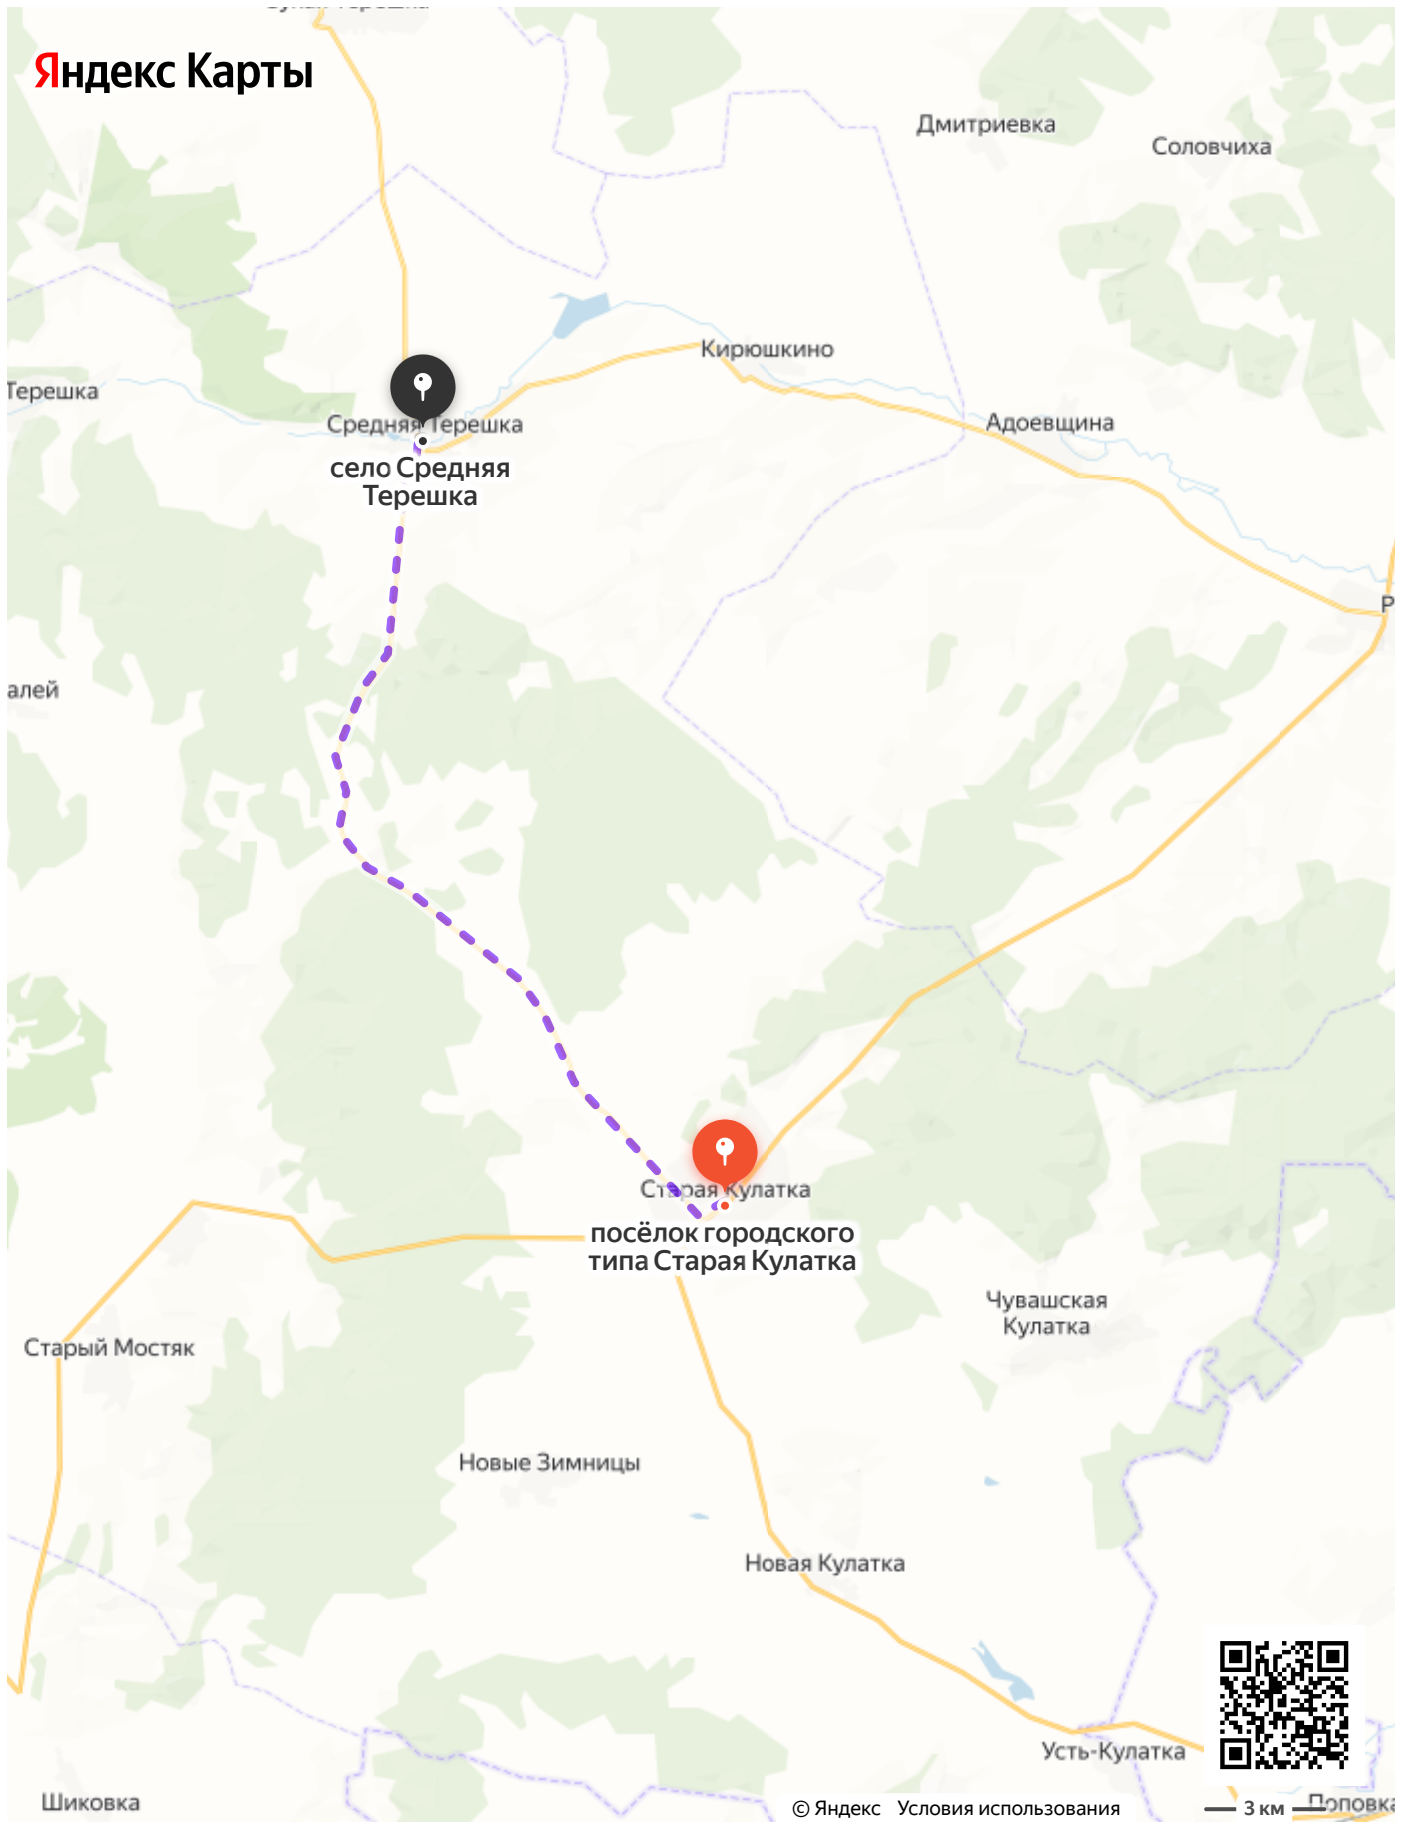 Яндекс Карты
Дмитриевка
Соловчиха
Кирюшкино
Терешка
Средняя Терешка
Адоевщина
село Средняя
Терешка
Р
алей
Старая Кулатка
посёлок городского
типа Старая Кулатка
Чувашская
Кулатка
Старый Мостяк
Новые Зимницы
Новая Кулатка
Усть-Кулатка
Шиковка
© Яндекс Условия использования
3 км
Поповка